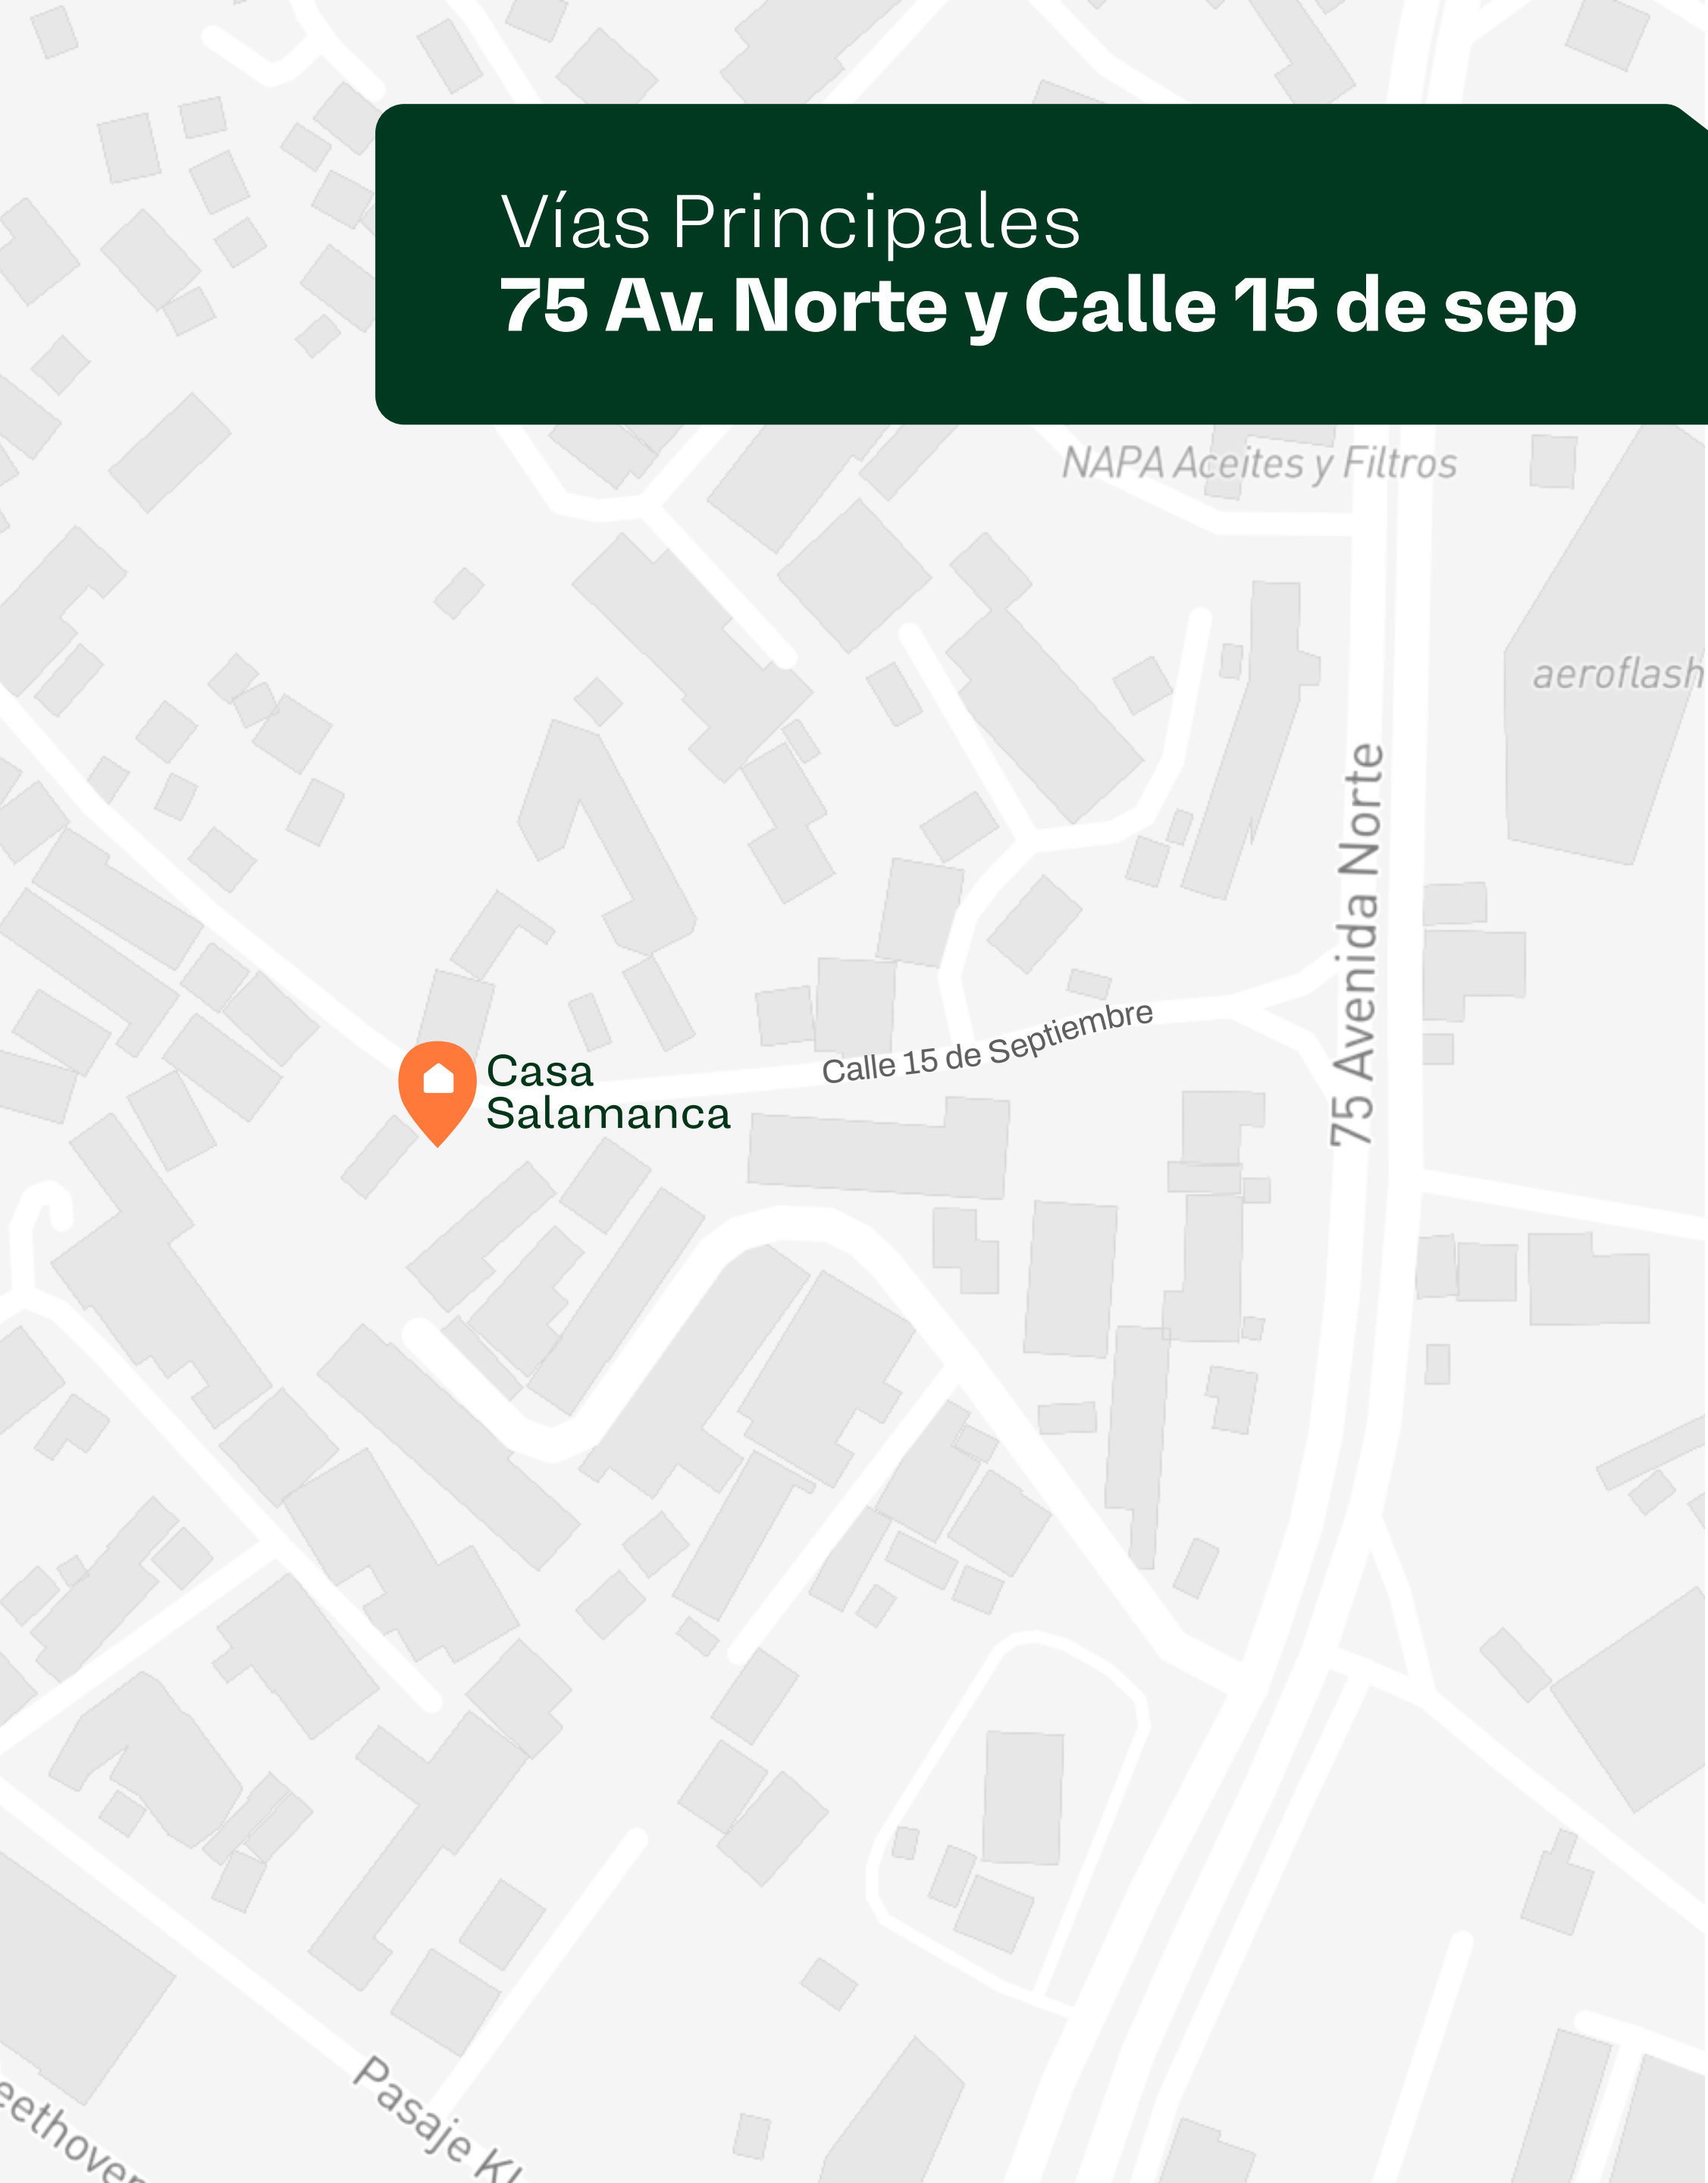 Vías Principales
75 Av. Norte y Calle 15 de sep
NAPA Aceites y Filtros
aeroflash
75 Avenida Norte
Calle 15 de Septiembre
Casa
Salamanca
Pasaje